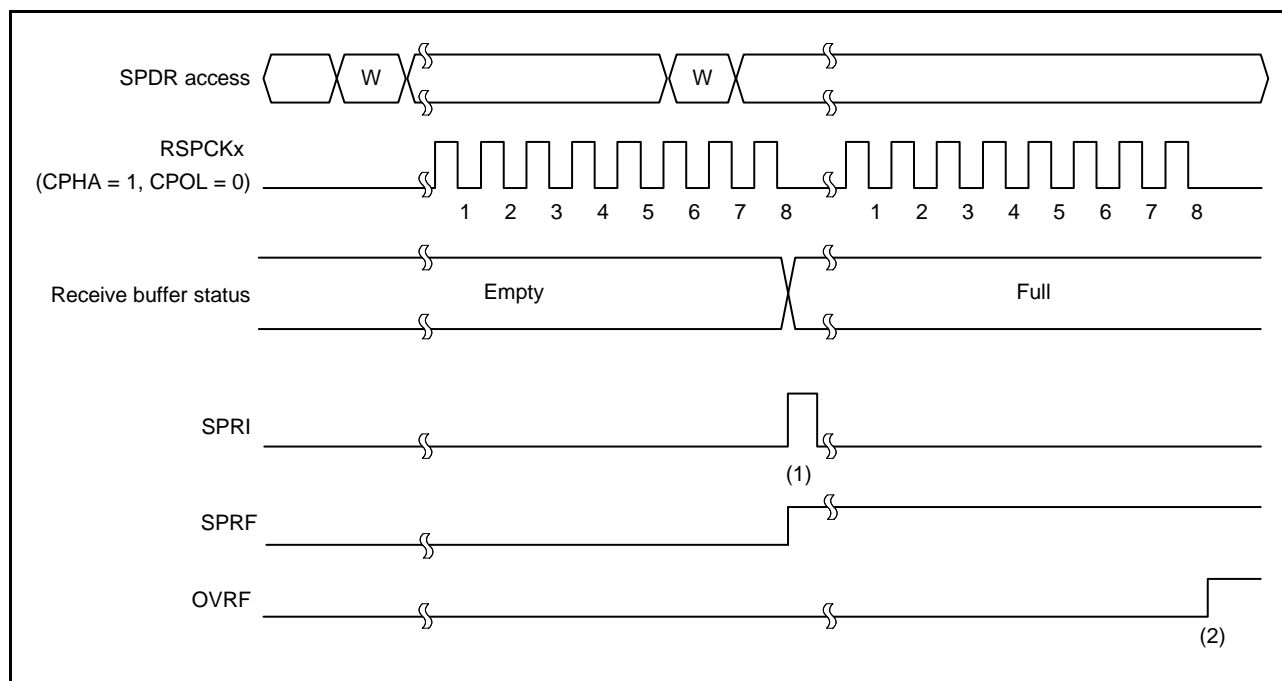 SPDR access
W
W
RSPCKx
(CPHA = 1, CPOL = 0)
1 2 3 4 5 6 7 8 1 2 3 4 5 6 7 8
Receive buffer status
Empty
Full
SPRI
(1)
SPRF
OVRF
(2)